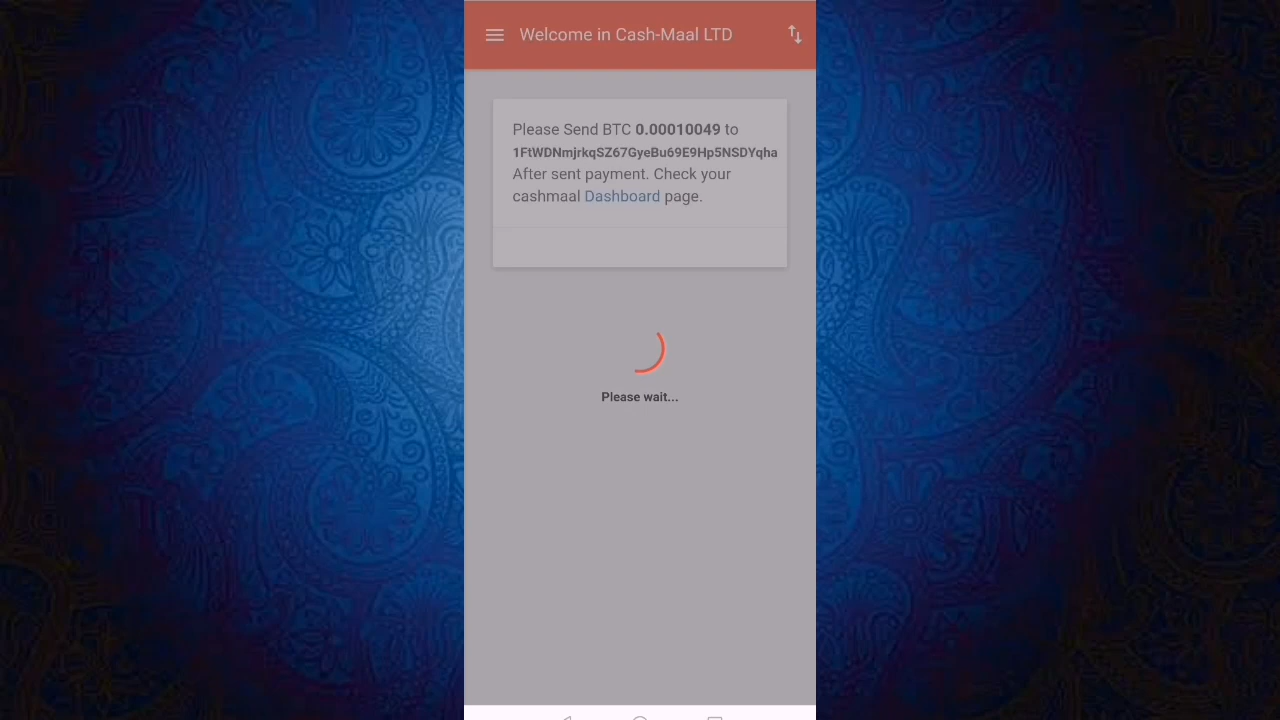 Welcome in Cash-Maal LTD
Please Send BTC 0.00010049 to
1FtWDNmjrkqSZ67GyeBu69E9Hp5NSDYqha
After sent payment. Check your
cashmaal Dashboard page.
Please wait...